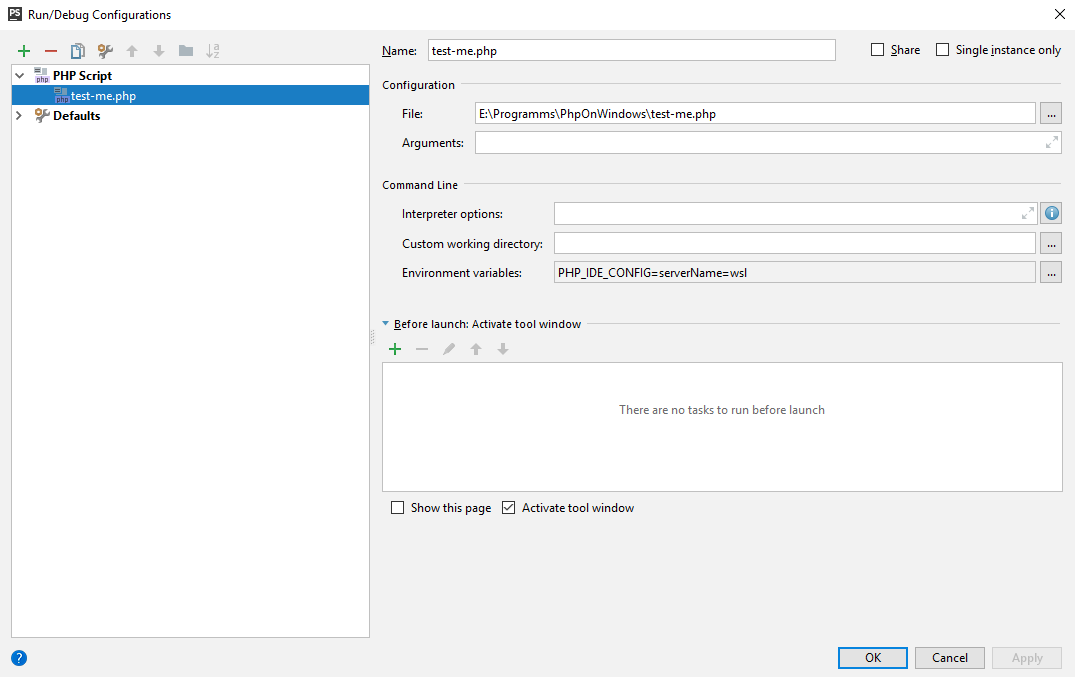 PS Run/Debug Configurations
Name: test-me.php Share Single instance only
php PHP Script
php test-me.php
Defaults
Configuration
File: E:\Programms\PhpOnWindows\test-me.php ...
Arguments:
Command Line
Interpreter options:
Custom working directory: ...
Environment variables: PHP_IDE_CONFIG=serverName=wsl ...
Before launch: Activate tool window
There are no tasks to run before launch
Show this page Activate tool window
? OK Cancel Apply